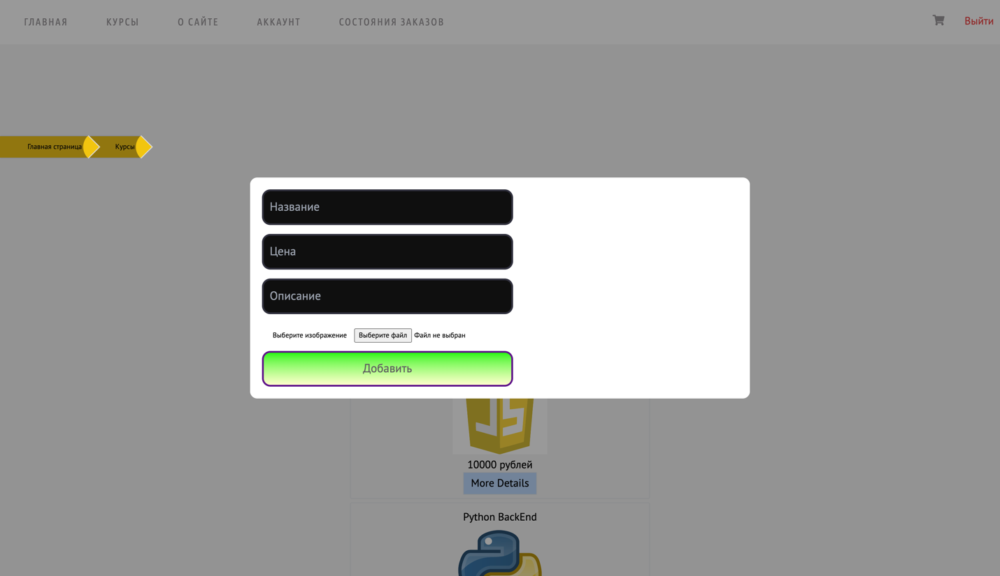 ГЛАВНАЯ КУРСЫ О САЙТЕ АККАУНТ СОСТОЯНИЯ ЗАКАЗОВ Выйти
Главная страница Курсы
Название
Цена
Описание
Выберите изображение Выберите файл Файл не выбран
Добавить
JS
10000 рублей
More Details
Python BackEnd